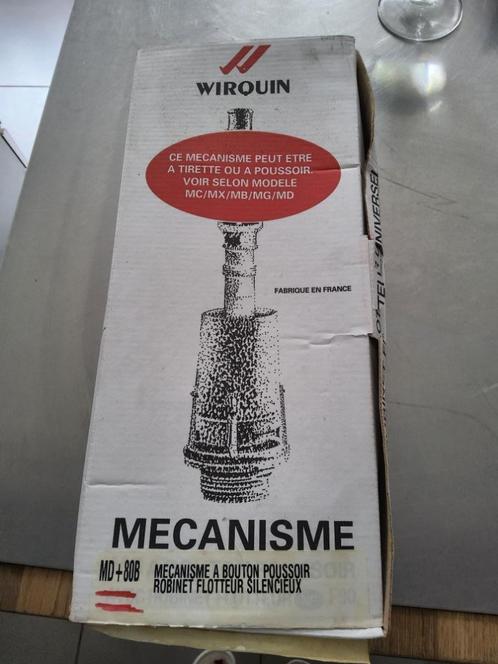 WIRQUIN
CE MECANISME PEUT ETRE
A TIRETTE OU A POUSSOIR.
VOIR SELON MODELE
MC/MX/MB/MG/MD
FABRIQUE EN FRANCE
MECANISME
MD+80B MECANISME A BOUTON POUSSOIR
ROBINET FLOTTEUR SILENCIEUX